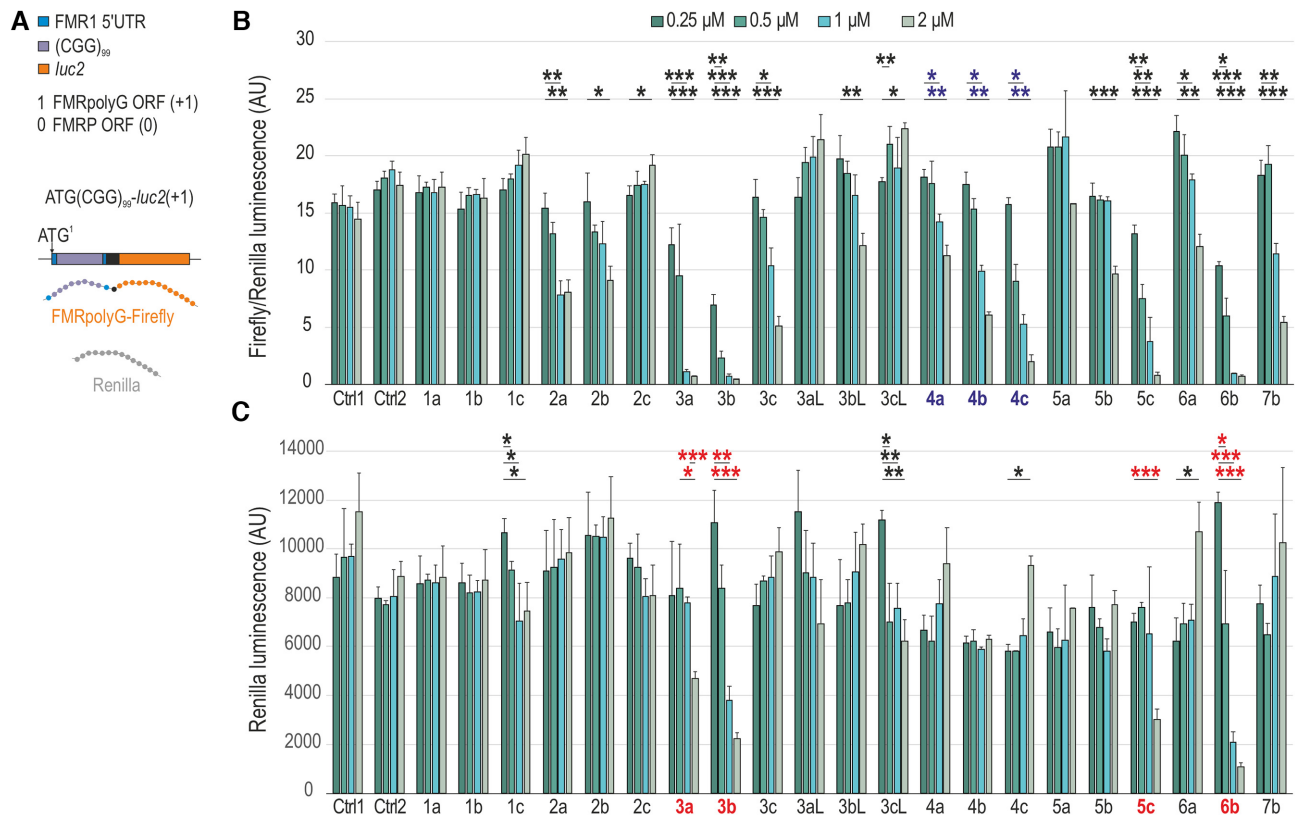 A
FMR1 5'UTR
(CGG)₉₉
luc2
1 FMRpolyG ORF (+1)
0 FMRP ORF (0)
ATG(CGG)₉₉-luc2(+1)
ATG¹
FMRpolyG-Firefly
Renilla
B
0.25 µM 0.5 µM 1 µM 2 µM
Firefly/Renilla luminescence (AU)
30
25
20
15
10
5
0
** *** ** * *** **
** * *** *** * * * * ** ** * *** **
** * * *** *** *** ** * ** ** ** *** *** ** *** ***
Ctrl1 Ctrl2 1a 1b 1c 2a 2b 2c 3a 3b 3c 3aL 3bL 3cL 4a 4b 4c 5a 5b 5c 6a 6b 7b
C
Renilla luminescence (AU)
14000
12000
10000
8000
6000
4000
2000
0
* * *
* *** ** ** ***
* * *** ** * *** * ***
Ctrl1 Ctrl2 1a 1b 1c 2a 2b 2c 3a 3b 3c 3aL 3bL 3cL 4a 4b 4c 5a 5b 5c 6a 6b 7b